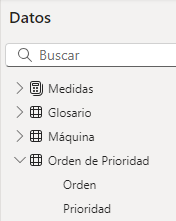 Datos
Buscar
Medidas
Glosario
Máquina
Orden de Prioridad
Orden
Prioridad